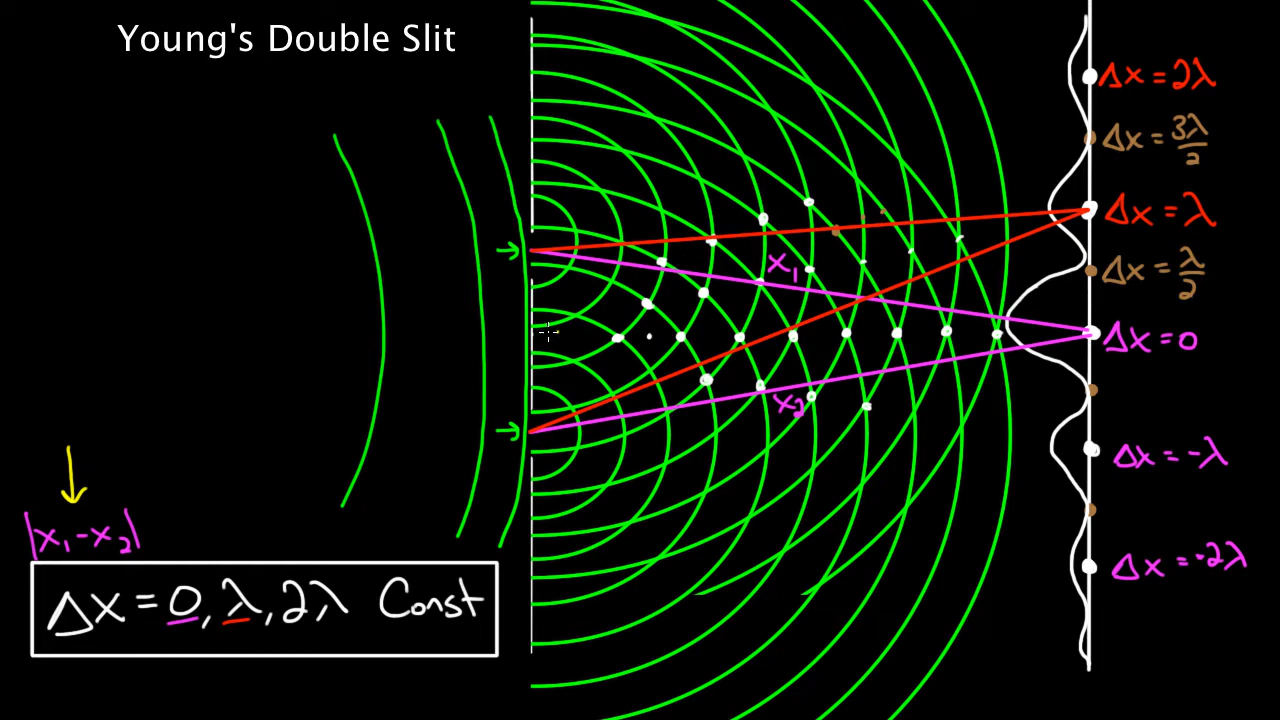 Young's Double Slit
Δx = 2λ
Δx = 3λ/2
Δx = λ
Δx = λ/2
x₁
Δx = 0
x₂
Δx = -λ
|x₁-x₂|
Δx = -2λ
Δx = 0, λ, 2λ Const